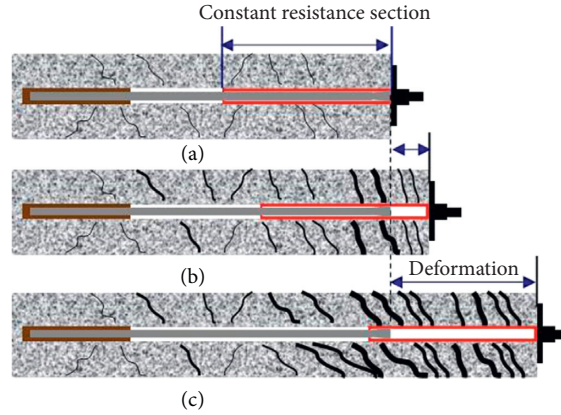 Constant resistance section
(a)
(b)
Deformation
(c)